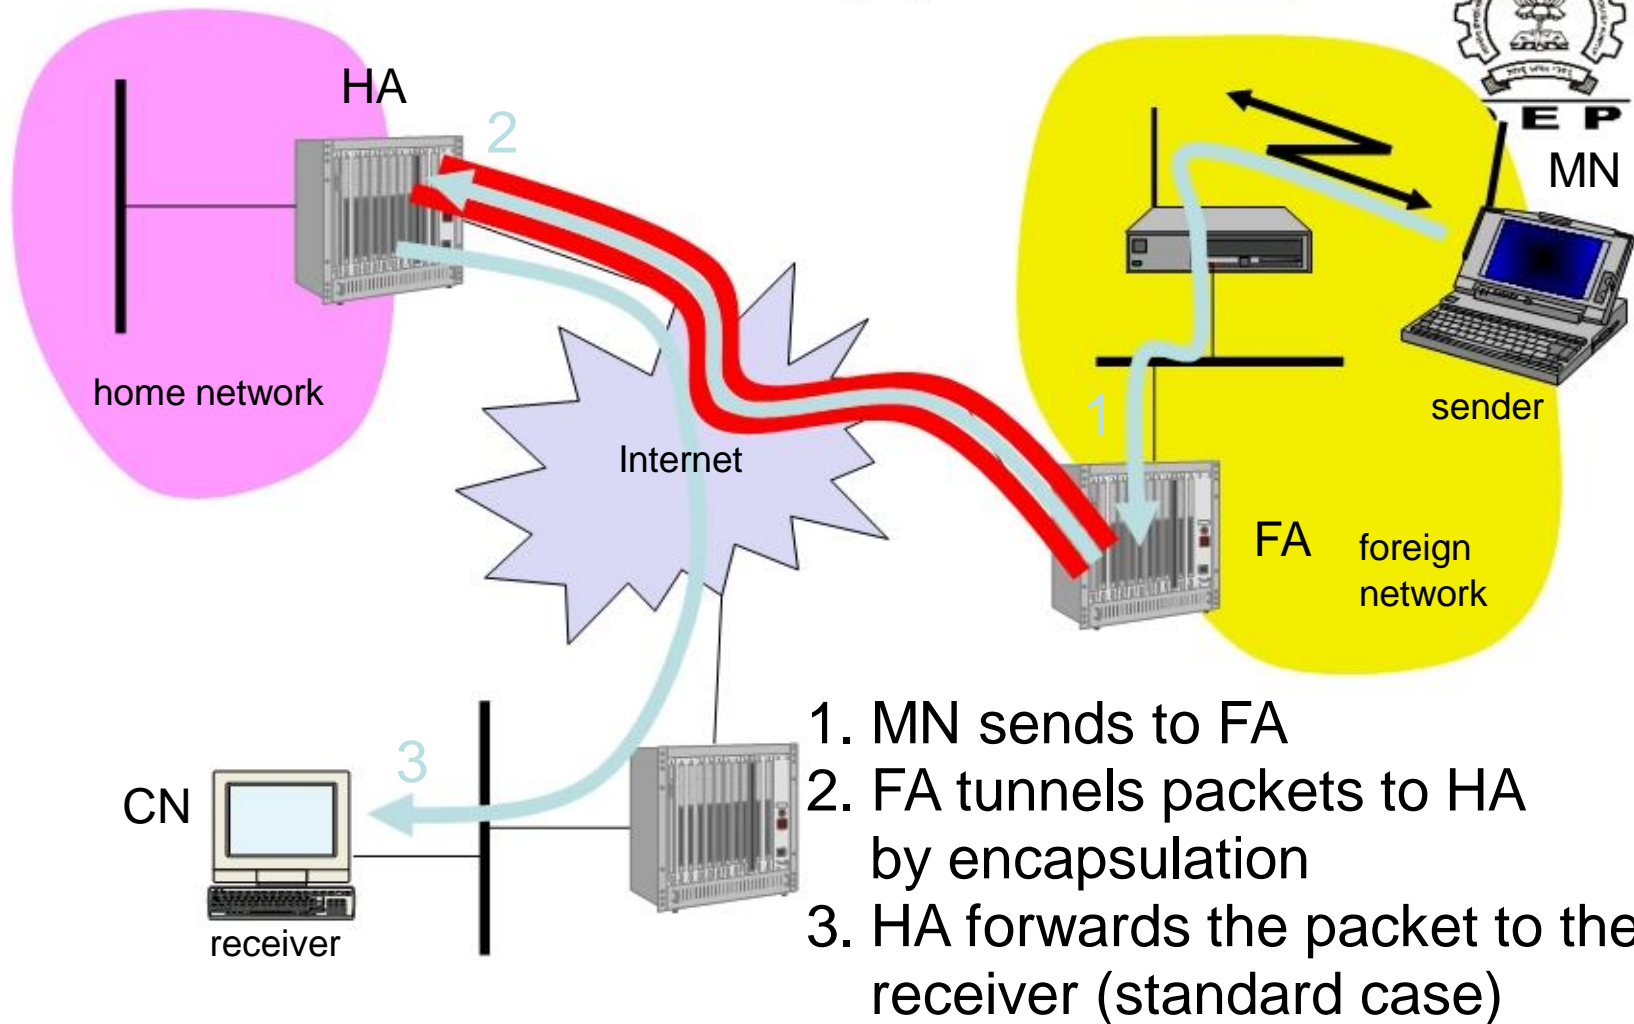 HA
2
E P
MN
home network
1
sender
Internet
FA
foreign
network
1. MN sends to FA
2. FA tunnels packets to HA
by encapsulation
3. HA forwards the packet to the
receiver (standard case)
3
CN
receiver